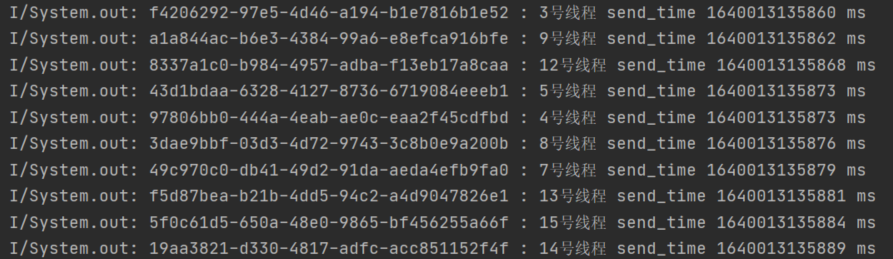 I/System.out: f4206292-97e5-4d46-a194-b1e7816b1e52 : 3号线程 send_time 1640013135860 ms
I/System.out: a1a844ac-b6e3-4384-99a6-e8efca916bfe : 9号线程 send_time 1640013135862 ms
I/System.out: 8337a1c0-b984-4957-adba-f13eb17a8caa : 12号线程 send_time 1640013135868 ms
I/System.out: 43d1bdaa-6328-4127-8736-6719084eeeb1 : 5号线程 send_time 1640013135873 ms
I/System.out: 97806bb0-444a-4eab-ae0c-eaa2f45cdfbd : 4号线程 send_time 1640013135873 ms
I/System.out: 3dae9bbf-03d3-4d72-9743-3c8b0e9a200b : 8号线程 send_time 1640013135876 ms
I/System.out: 49c970c0-db41-49d2-91da-aeda4efb9fa0 : 7号线程 send_time 1640013135879 ms
I/System.out: f5d87bea-b21b-4dd5-94c2-a4d9047826e1 : 13号线程 send_time 1640013135881 ms
I/System.out: 5f0c61d5-650a-48e0-9865-bf456255a66f : 15号线程 send_time 1640013135884 ms
I/System.out: 19aa3821-d330-4817-adfc-acc851152f4f : 14号线程 send_time 1640013135889 ms